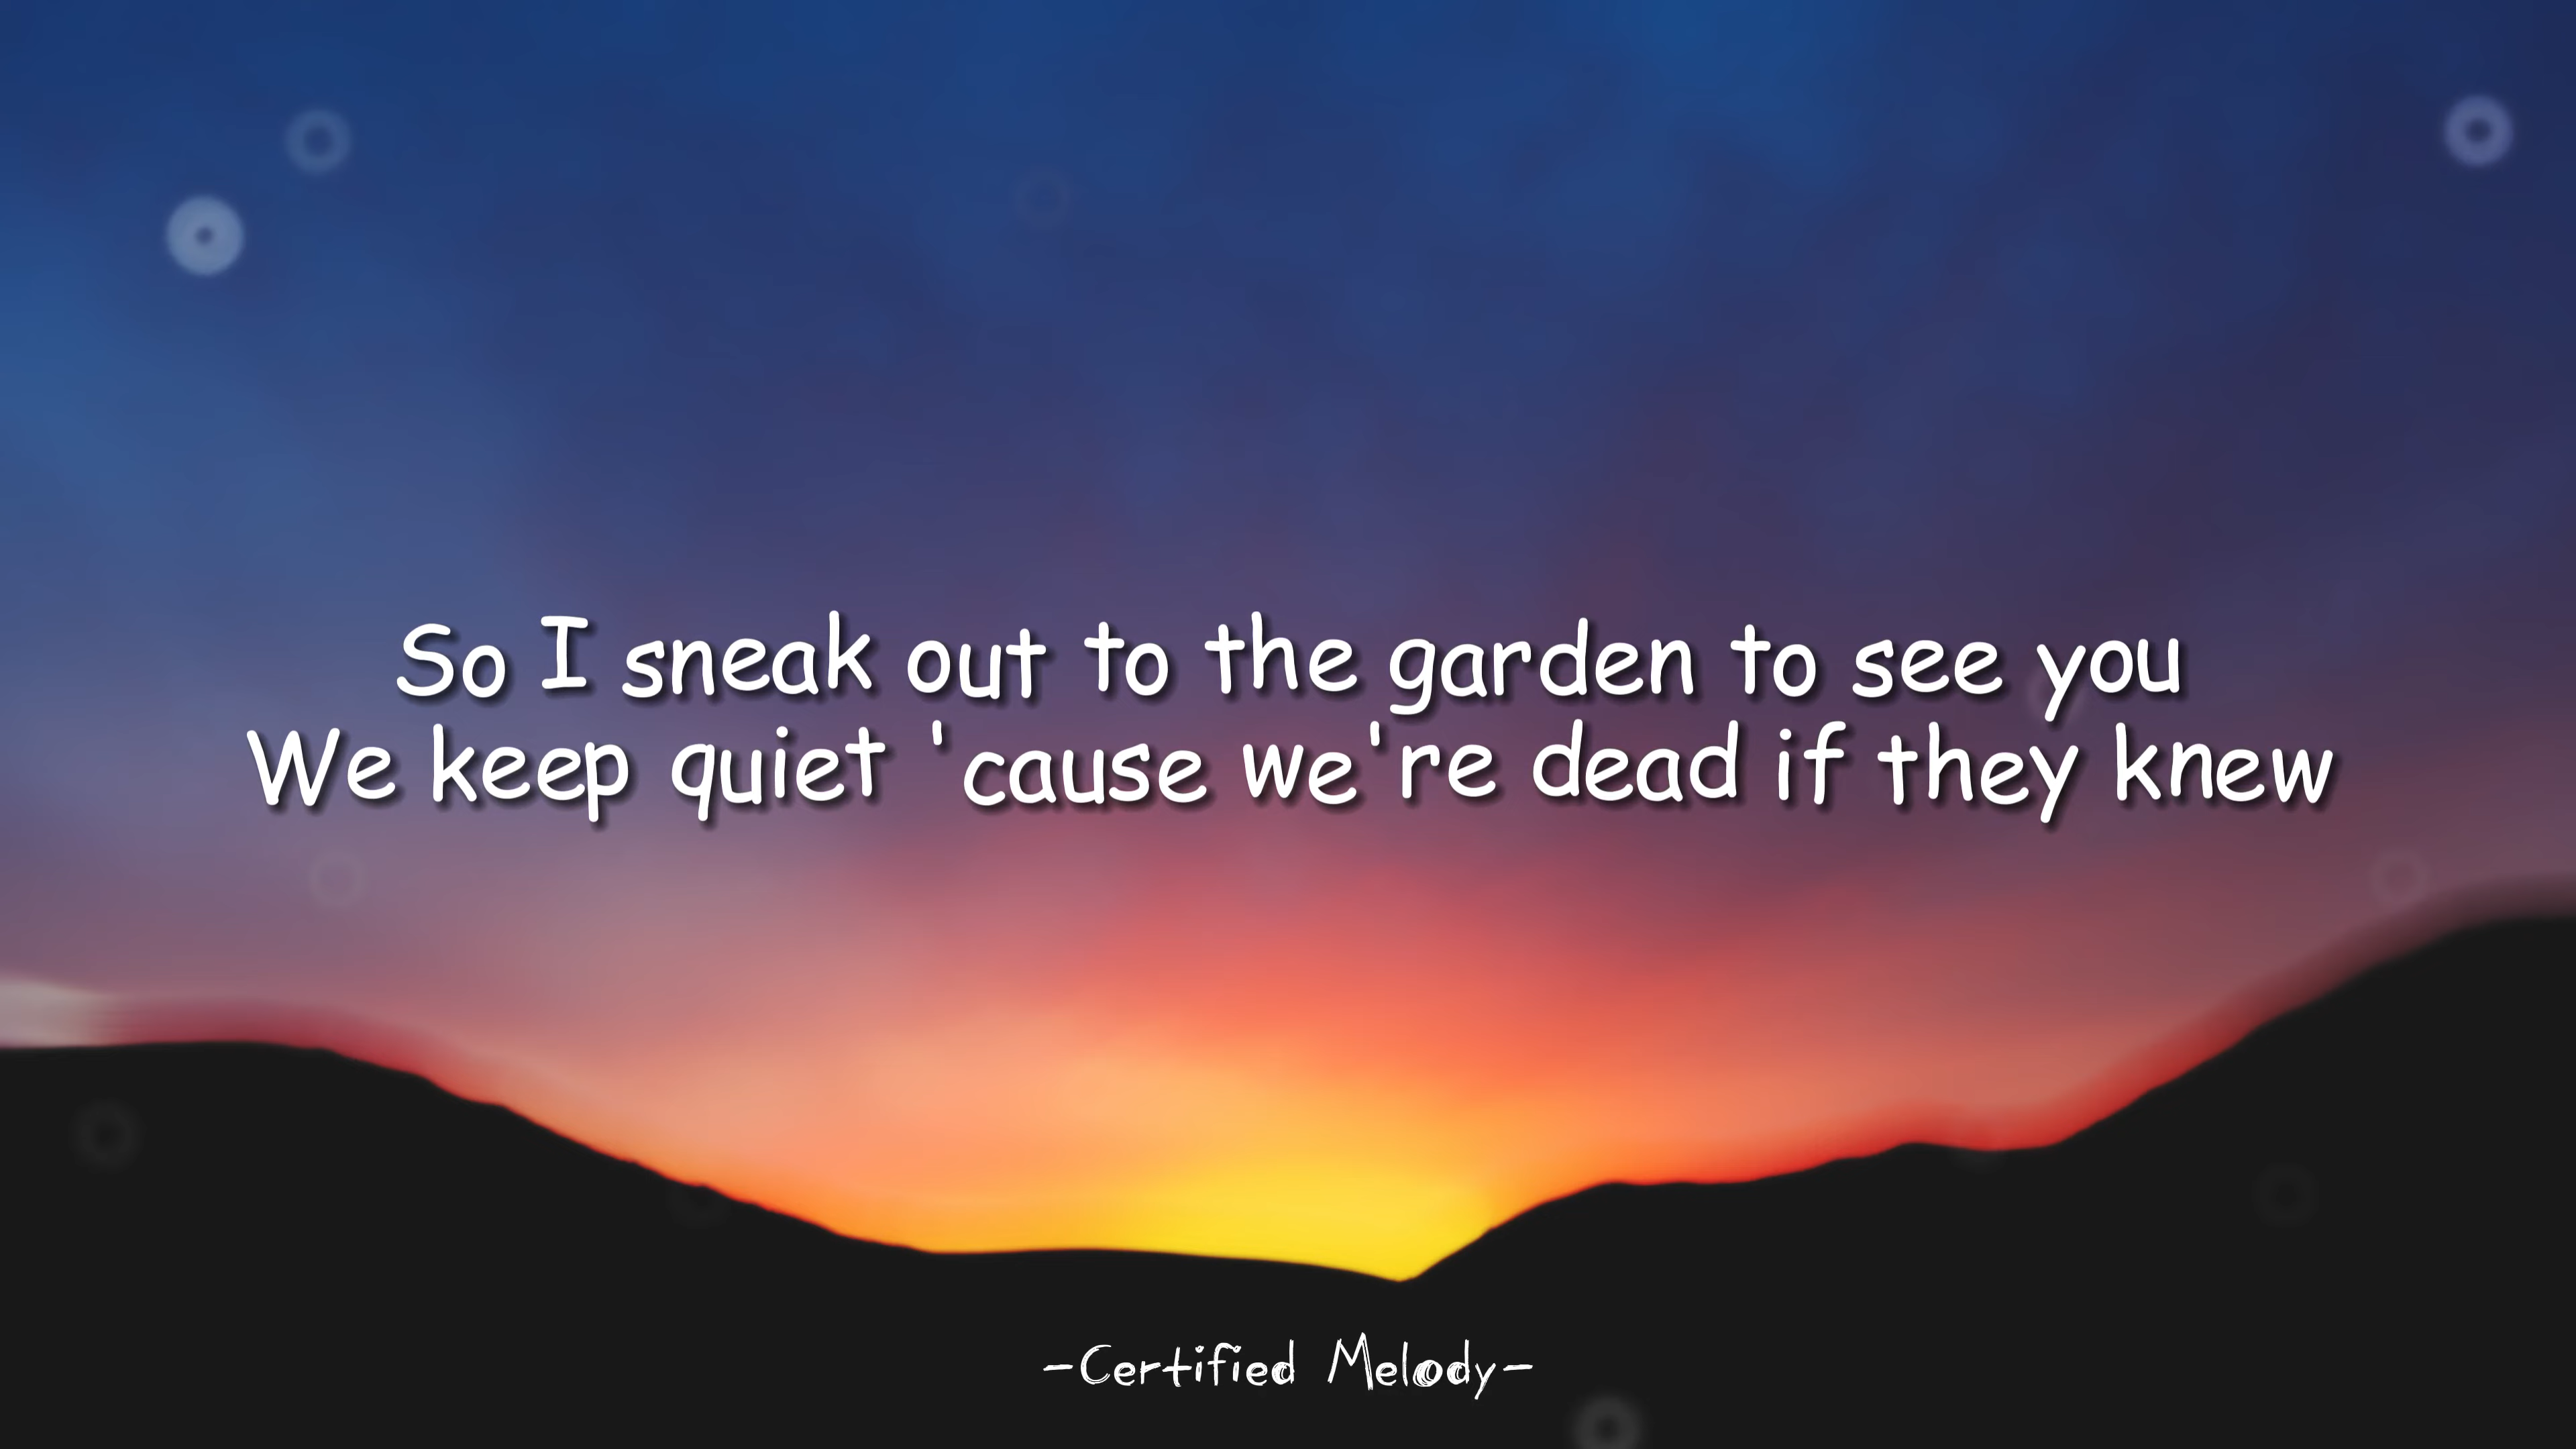 So I sneak out to the garden to see you
We keep quiet 'cause we're dead if they knew
-Certified Melody-